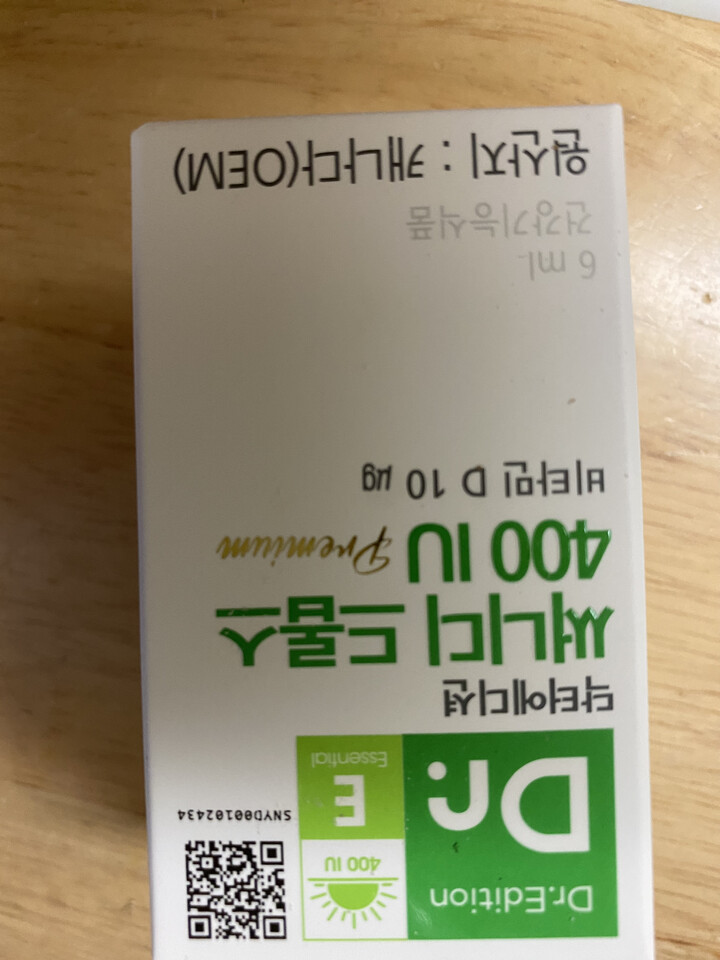 Dr.Edition
Dr.
400 IU
E
Essential
SNYD00102434
닥터에디션
써니디 드롭스
400 IU Premium
비타민 D 10 µg
6 ml
건강기능식품
원산지 : 캐나다(OEM)